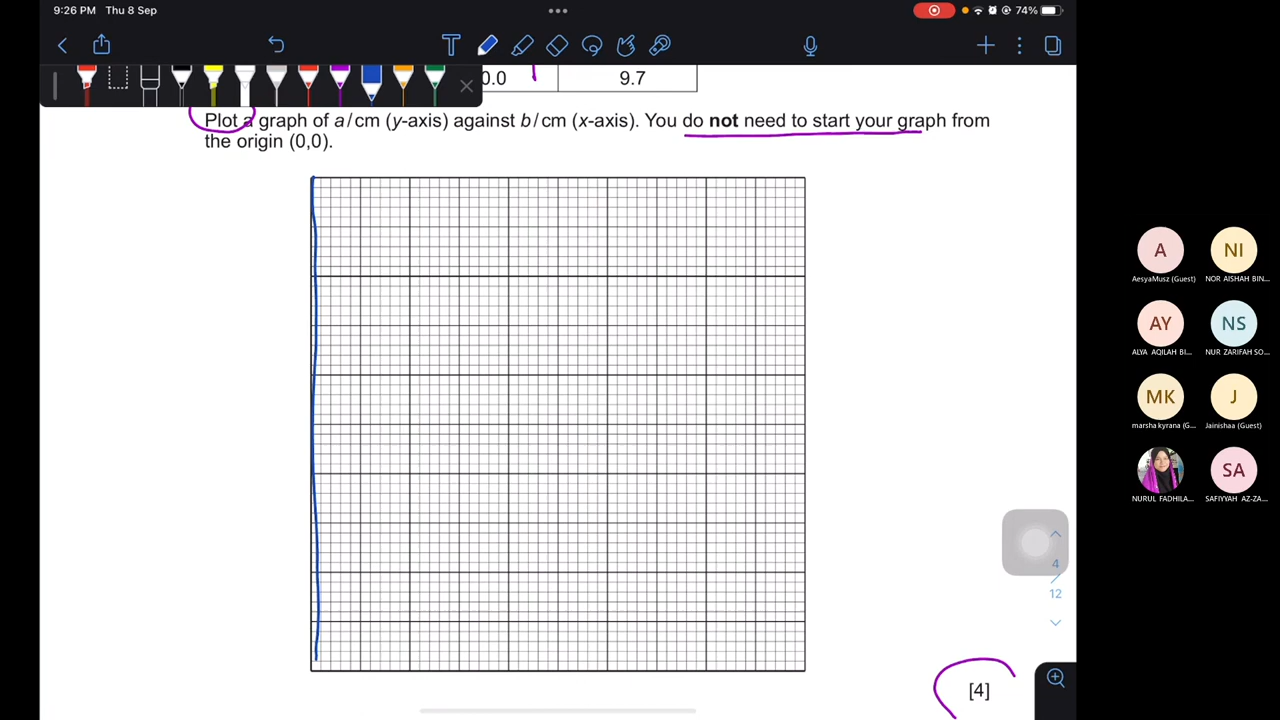 9:26 PM Thu 8 Sep
74%
T
0.0 9.7
Plot a graph of a/cm (y-axis) against b/cm (x-axis). You do not need to start your graph from
the origin (0,0).
A
AesyaMusz (Guest)
NI
NOR AISHAH BIN...
AY
ALYA AQILAH BI...
NS
NUR ZARIFAH SO...
MK
marsha kyrana (G...
J
Jainishaa (Guest)
NURUL FADHILA...
SA
SAFIYYAH AZ-ZA...
4
12
[4]